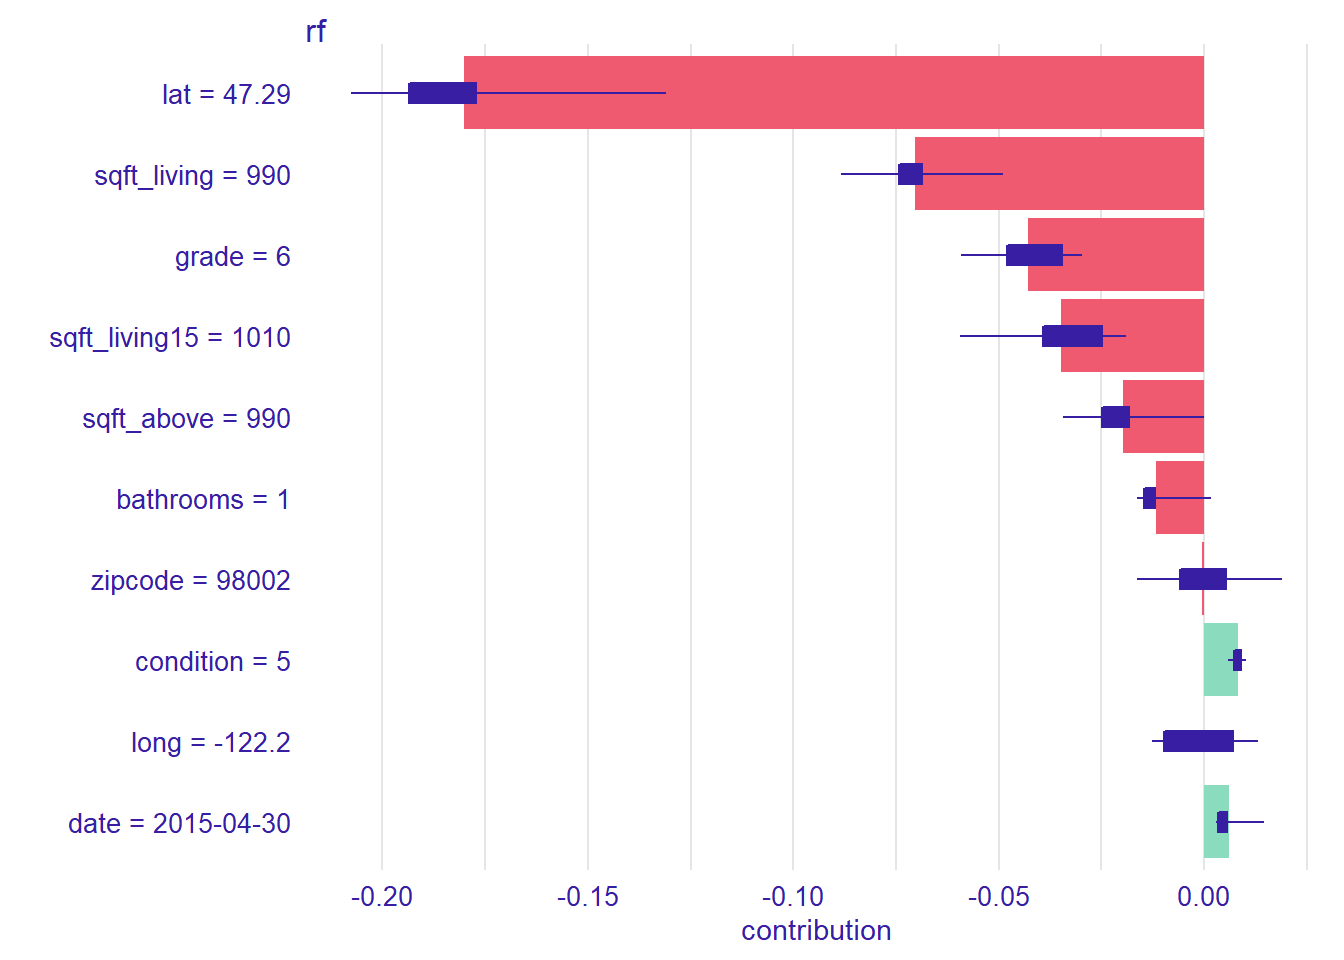 rf
lat = 47.29
sqft_living = 990
grade = 6
sqft_living15 = 1010
sqft_above = 990
bathrooms = 1
zipcode = 98002
condition = 5
long = -122.2
date = 2015-04-30
-0.20 -0.15 -0.10 -0.05 0.00
contribution